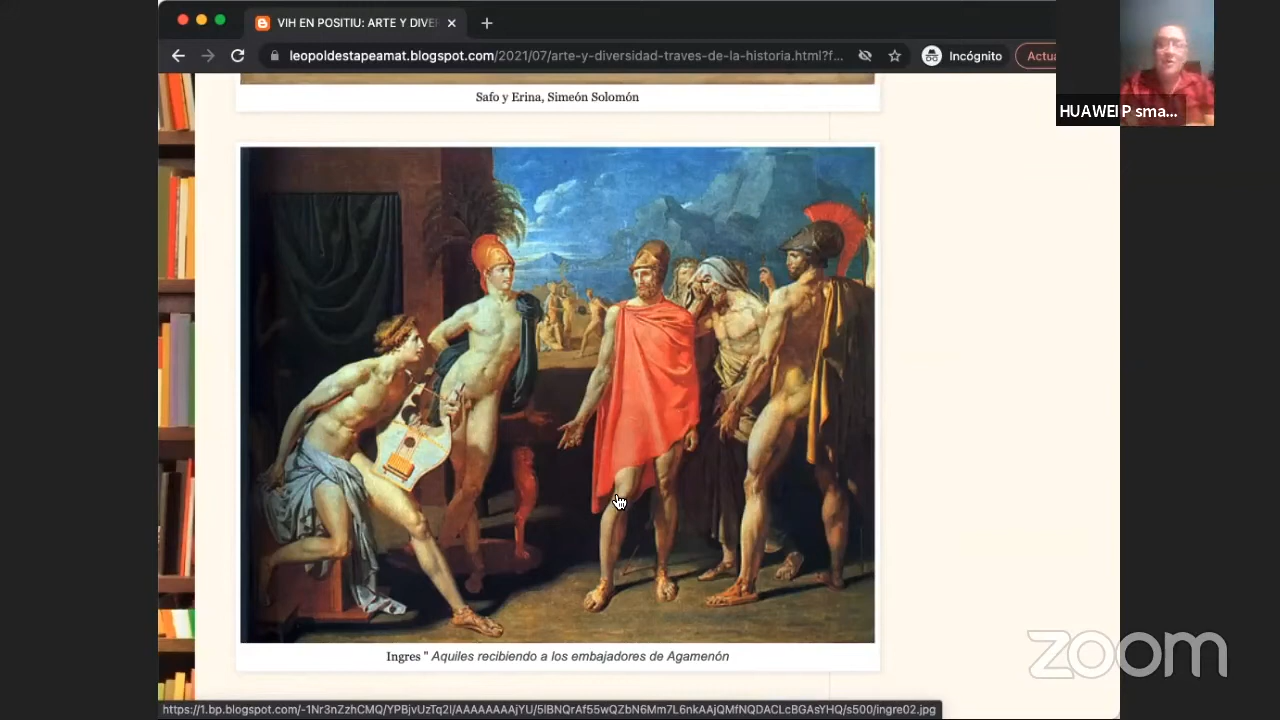 VIH EN POSITIU: ARTE Y DIVE
leopoldestapeamat.blogspot.com/2021/07/arte-y-diversidad-traves-de-la-historia.html?f...
Incógnito
Actua
HUAWEI P sma...
Safo y Erina, Simeón Solomón
Ingres " Aquiles recibiendo a los embajadores de Agamenón
zoom
https://1.bp.blogspot.com/-1Nr3nZzhCMQ/YPBjvUzTq2I/AAAAAAAAjYU/5lBNQrAf55wQZbN6Mm7L6nkAAjQMfNQDACLcBGAsYHQ/s500/ingre02.jpg